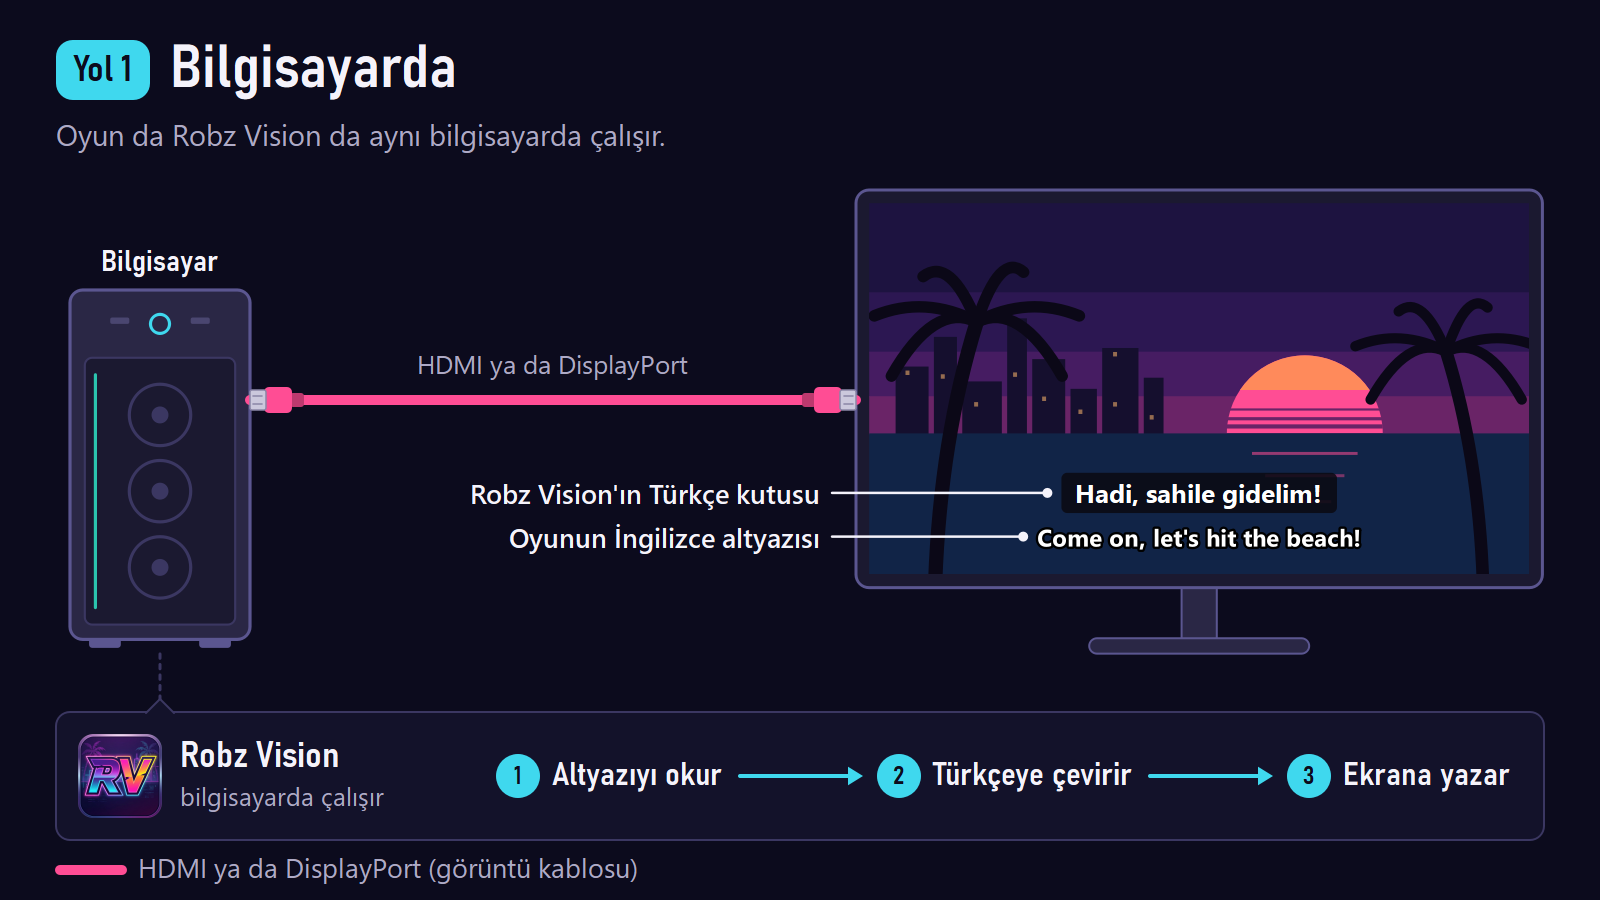 Yol 1 Bilgisayarda
Oyun da Robz Vision da aynı bilgisayarda çalışır.
Bilgisayar
HDMI ya da DisplayPort
Robz Vision'ın Türkçe kutusu
Hadi, sahile gidelim!
Oyunun İngilizce altyazısı
Come on, let's hit the beach!
RV
Robz Vision
bilgisayarda çalışır
1 Altyazıyı okur
2 Türkçeye çevirir
3 Ekrana yazar
HDMI ya da DisplayPort (görüntü kablosu)